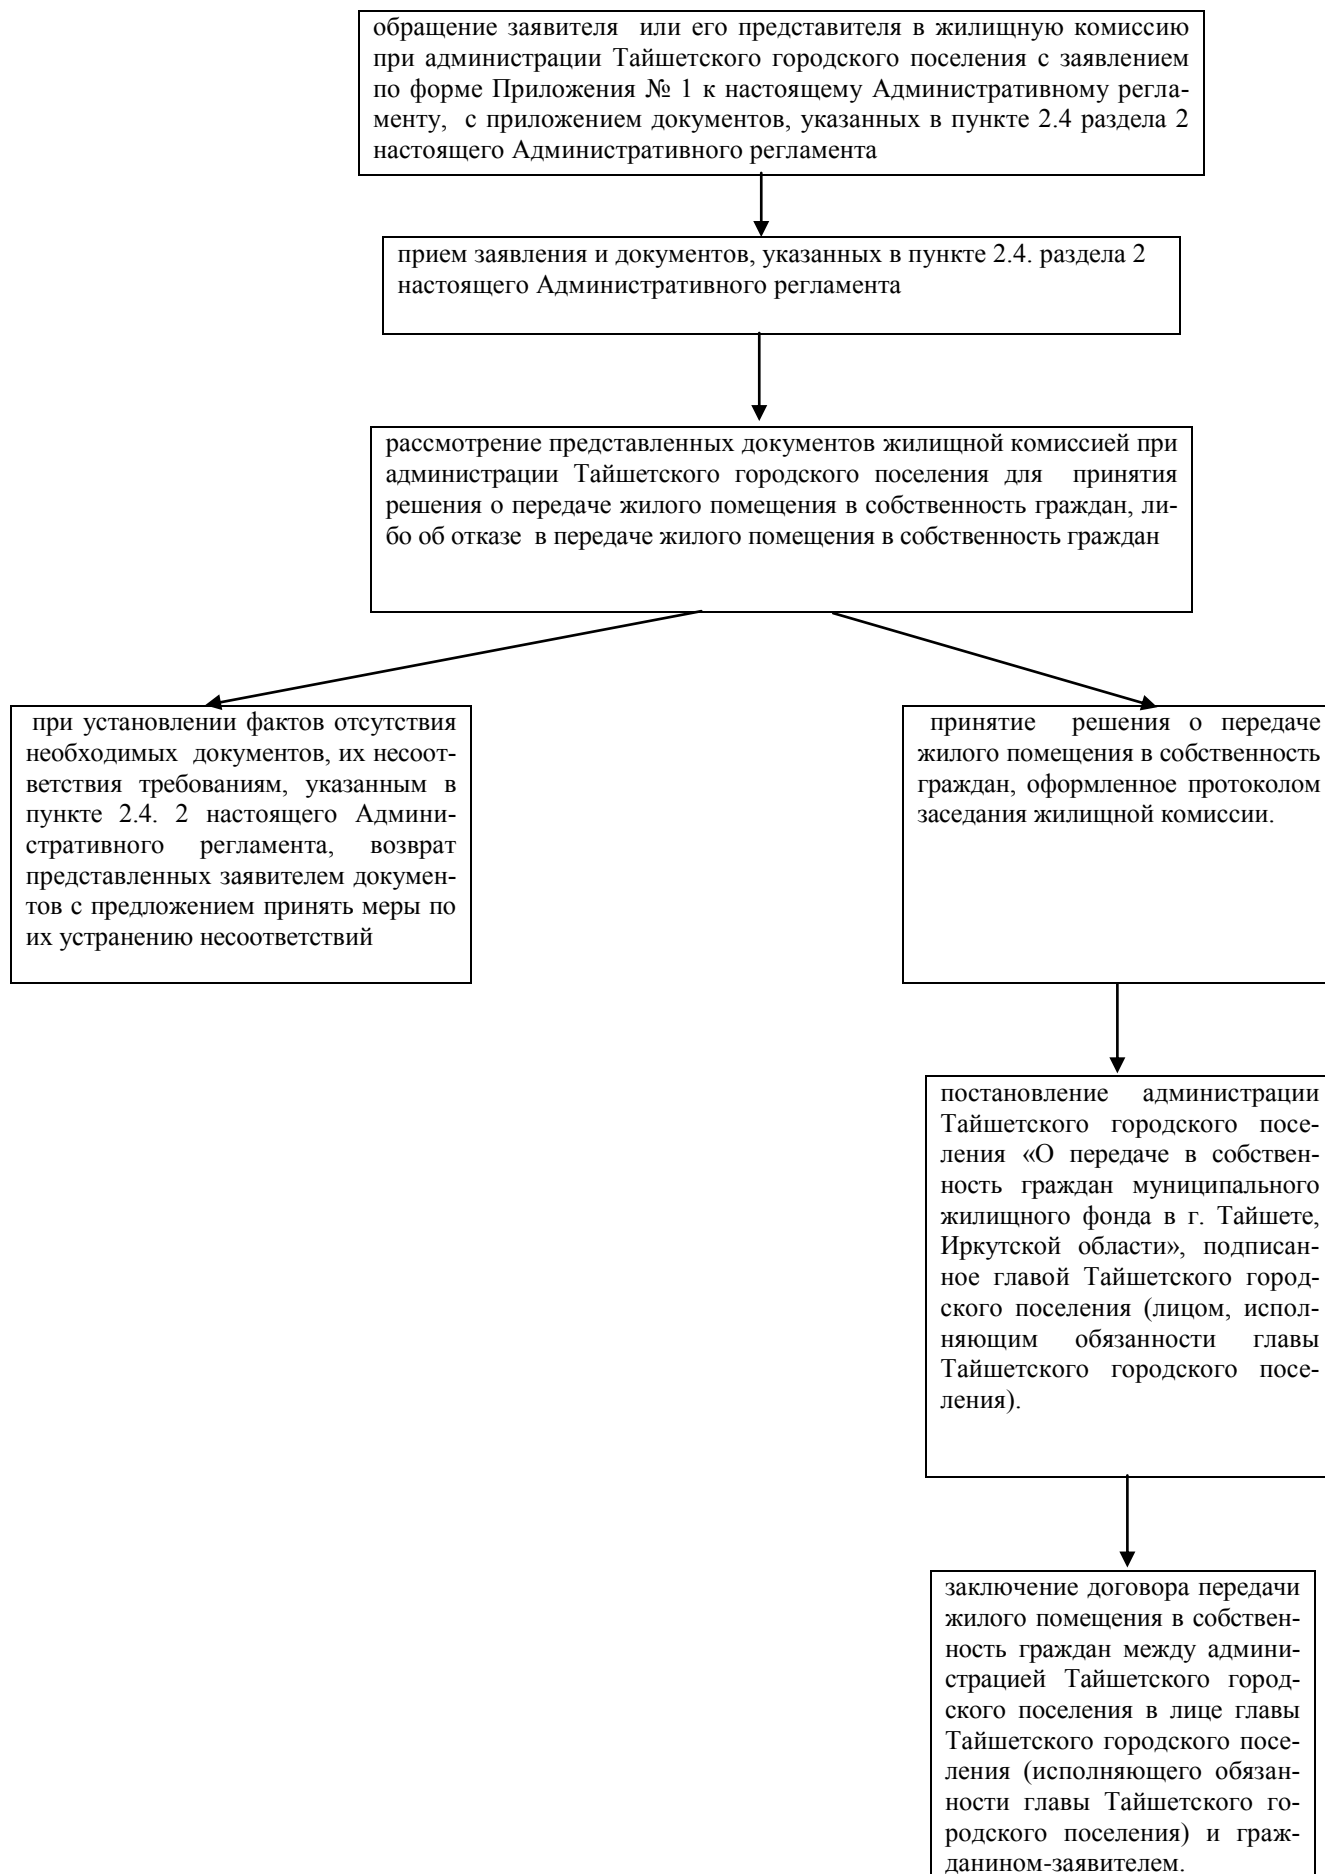 обращение заявителя или его представителя в жилищную комиссию
при администрации Тайшетского городского поселения с заявлением
по форме Приложения № 1 к настоящему Административному регла-
менту, с приложением документов, указанных в пункте 2.4 раздела 2
настоящего Административного регламента
прием заявления и документов, указанных в пункте 2.4. раздела 2
настоящего Административного регламента
рассмотрение представленных документов жилищной комиссией при
администрации Тайшетского городского поселения для принятия
решения о передаче жилого помещения в собственность граждан, ли-
бо об отказе в передаче жилого помещения в собственность граждан
при установлении фактов отсутствия
необходимых документов, их несоот-
ветствия требованиям, указанным в
пункте 2.4. 2 настоящего Админи-
стративного регламента, возврат
представленных заявителем докумен-
тов с предложением принять меры по
их устранению несоответствий
принятие решения о передаче
жилого помещения в собственность
граждан, оформленное протоколом
заседания жилищной комиссии.
постановление администрации
Тайшетского городского посе-
ления «О передаче в собствен-
ность граждан муниципального
жилищного фонда в г. Тайшете,
Иркутской области», подписан-
ное главой Тайшетского город-
ского поселения (лицом, испол-
няющим обязанности главы
Тайшетского городского посе-
ления).
заключение договора передачи
жилого помещения в собствен-
ность граждан между админи-
страцией Тайшетского город-
ского поселения в лице главы
Тайшетского городского посе-
ления (исполняющего обязан-
ности главы Тайшетского го-
родского поселения) и граж-
данином-заявителем.